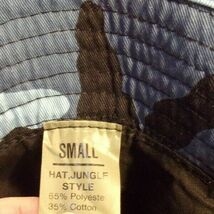 SMALL
HAT, JUNGLE
STYLE
65% Polyeste
35% Cotton